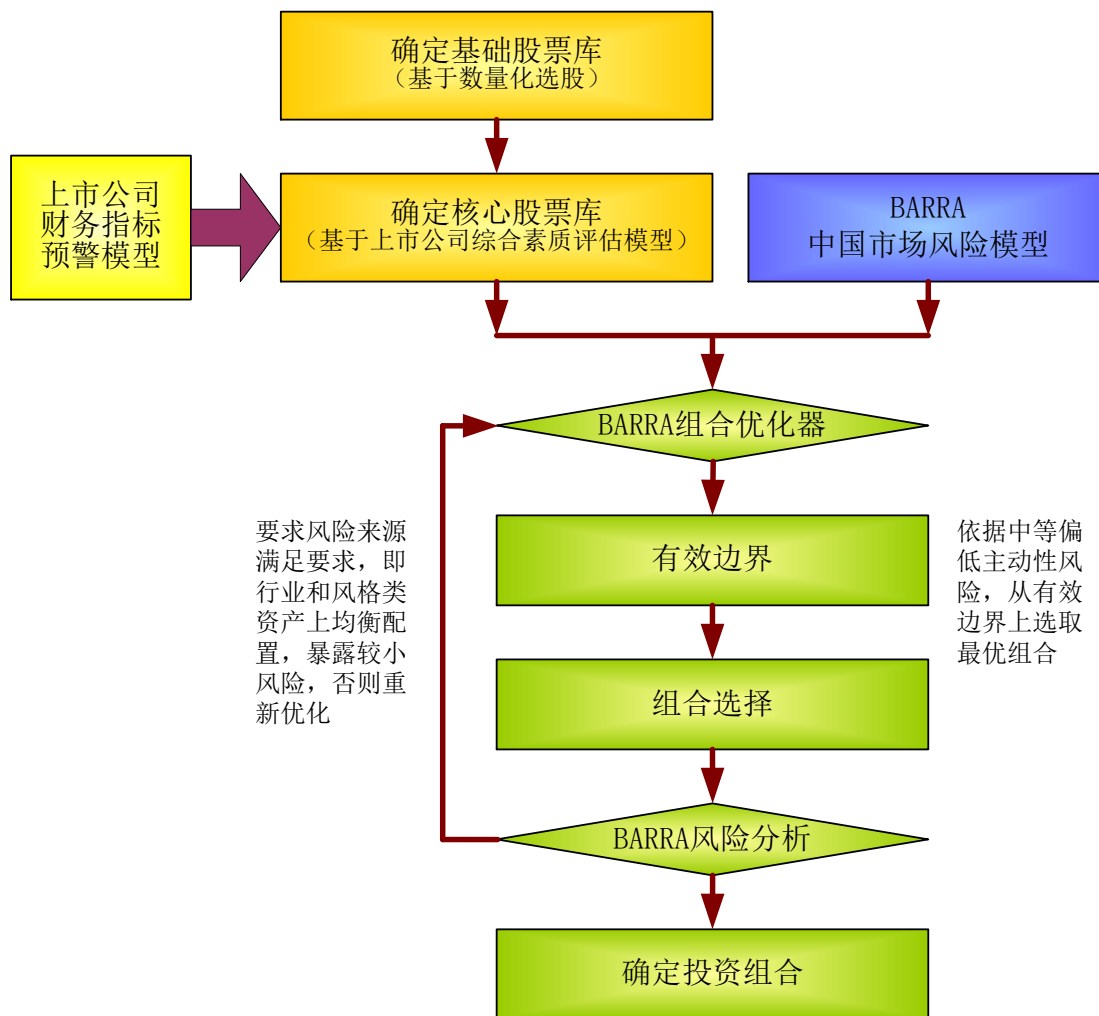 确定基础股票库
（基于数量化选股）
上市公司
财务指标
预警模型
确定核心股票库
（基于上市公司综合素质评估模型）
BARRA
中国市场风险模型
BARRA组合优化器
要求风险来源
满足要求，即
行业和风格类
资产上均衡配
置，暴露较小
风险，否则重
新优化
有效边界
依据中等偏
低主动性风
险，从有效
边界上选取
最优组合
组合选择
BARRA风险分析
确定投资组合